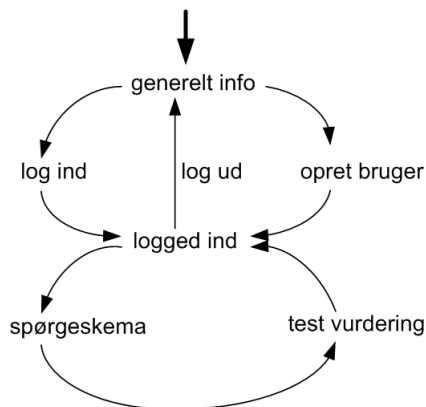 generelt info
log ind
log ud
opret bruger
logged ind
spørgeskema
test vurdering